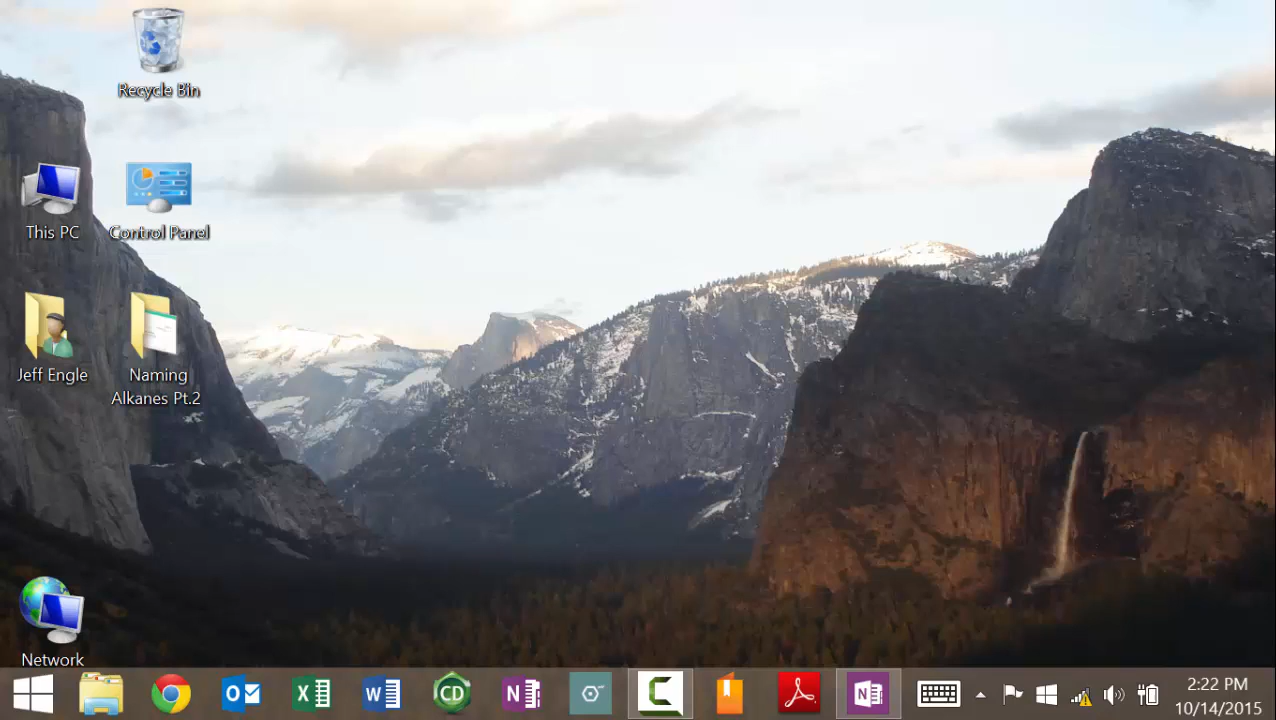 Recycle Bin
This PC
Control Panel
Jeff Engle
Naming
Alkanes Pt.2
Network
O
X
W
CD
N
N
2:22 PM
10/14/2015